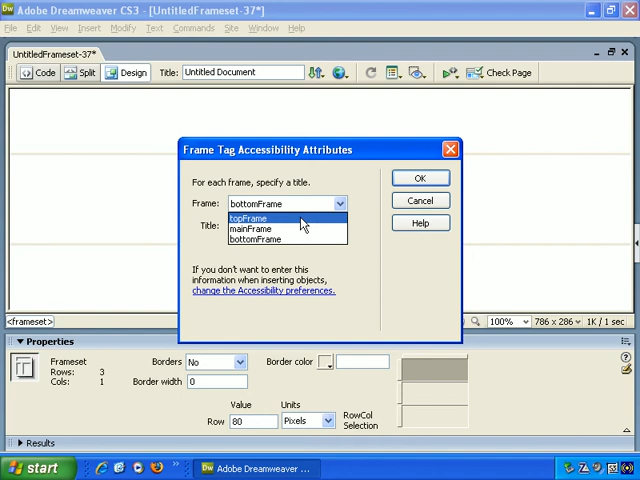 Adobe Dreamweaver CS3 - [UntitledFrameset-37*]
File Edit View Insert Modify Text Commands Site Window Help
UntitledFrameset-37*
Code Split Design Title: Untitled Document Check Page
Frame Tag Accessibility Attributes
For each frame, specify a title.
Frame: bottomFrame
topFrame
mainFrame
bottomFrame
Title:
OK
Cancel
Help
If you don't want to enter this
information when inserting objects,
change the Accessibility preferences.
<frameset> 100% 786 x 286 1K / 1 sec
Properties
Frameset Borders No Border color
Rows: 3
Cols: 1 Border width 0
Value Units
Row 80 Pixels RowCol
Selection
Results
start Adobe Dreamweaver ...